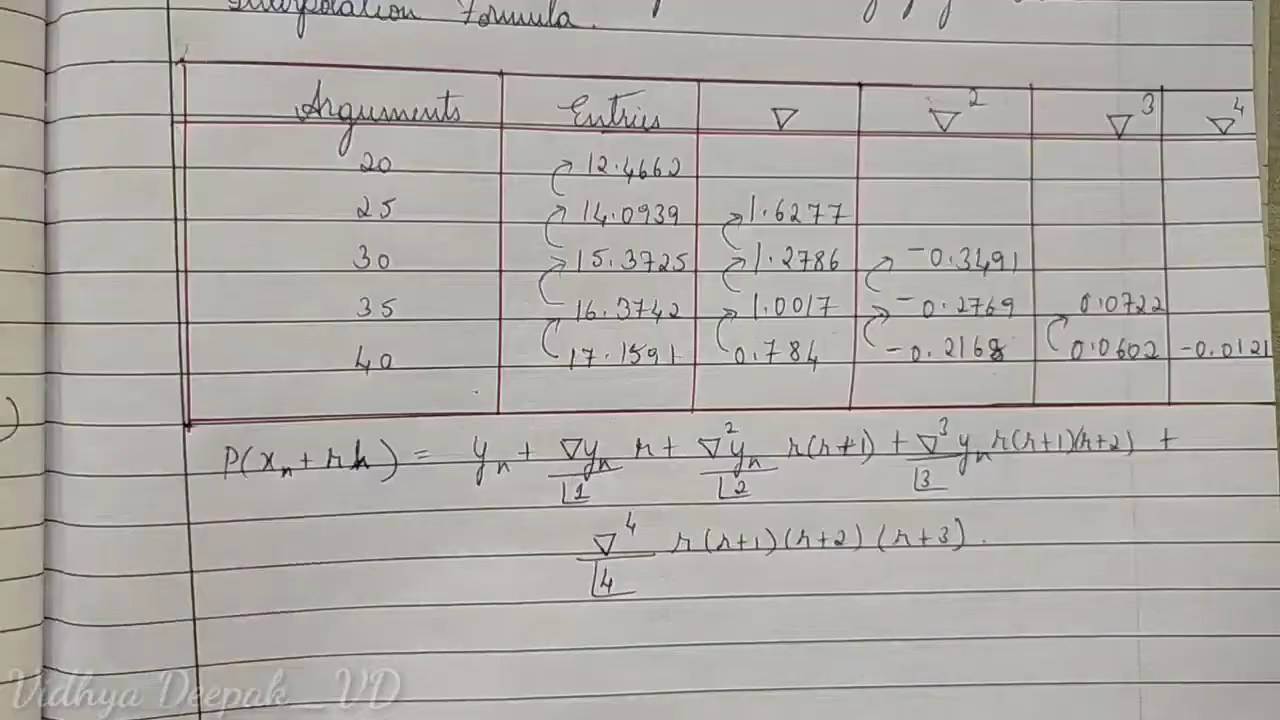 Interpolation Formula.
Arguments Entries ∇ ∇² ∇³ ∇⁴
20 12.4662
25 14.0939 1.6277
30 15.3725 1.2786 -0.3491
35 16.3742 1.0017 -0.2769 0.0722
40 17.1591 0.784 -0.2168 0.0602 -0.0121
)
P(xₙ + rh) = yₙ + ∇yₙ/⌊1 r + ∇²yₙ/⌊2 r(r+1) + ∇³yₙ/⌊3 r(r+1)(r+2) +
∇⁴/⌊4 r(r+1)(r+2)(r+3).
Vidhya Deepak_VD